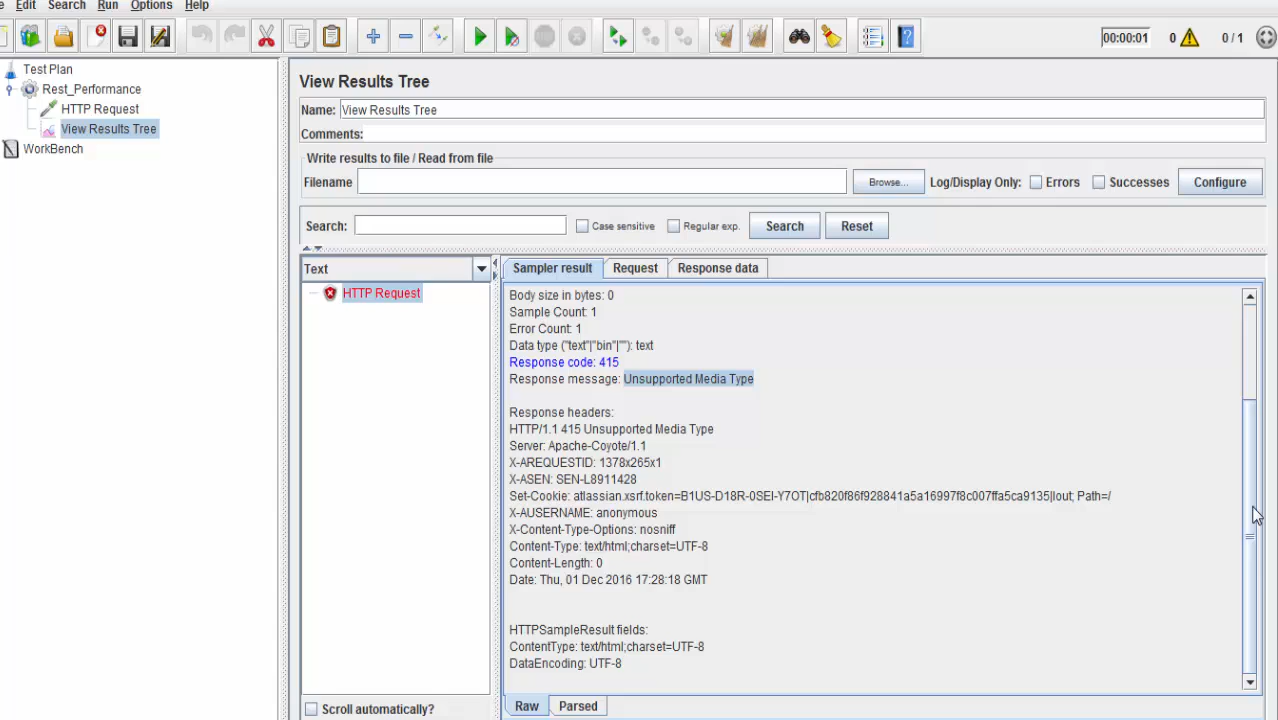 Edit Search Run Options Help
00:00:01 0 0 / 1
Test Plan
Rest_Performance
HTTP Request
View Results Tree
WorkBench
View Results Tree
Name: View Results Tree
Comments:
Write results to file / Read from file
Filename Browse... Log/Display Only: Errors Successes Configure
Search: Case sensitive Regular exp. Search Reset
Text
HTTP Request
Scroll automatically?
Sampler result Request Response data
Body size in bytes: 0
Sample Count: 1
Error Count: 1
Data type ("text"|"bin"|""): text
Response code: 415
Response message: Unsupported Media Type
Response headers:
HTTP/1.1 415 Unsupported Media Type
Server: Apache-Coyote/1.1
X-AREQUESTID: 1378x265x1
X-ASEN: SEN-L8911428
Set-Cookie: atlassian.xsrf.token=B1US-D18R-0SEI-Y7OT|cfb820f86f928841a5a16997f8c007ffa5ca9135|lout; Path=/
X-AUSERNAME: anonymous
X-Content-Type-Options: nosniff
Content-Type: text/html;charset=UTF-8
Content-Length: 0
Date: Thu, 01 Dec 2016 17:28:18 GMT
HTTPSampleResult fields:
ContentType: text/html;charset=UTF-8
DataEncoding: UTF-8
Raw Parsed